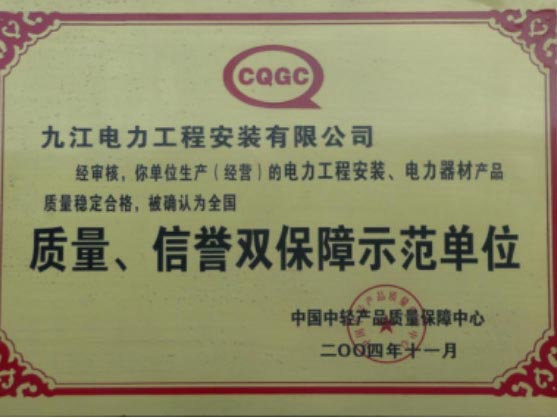 CQGC
九江电力工程安装有限公司
经审核，你单位生产（经营）的电力工程安装、电力器材产品
质量稳定合格，被确认为全国
质量、信誉双保障示范单位
中国中轻产品质量保障中心
二〇〇四年十一月